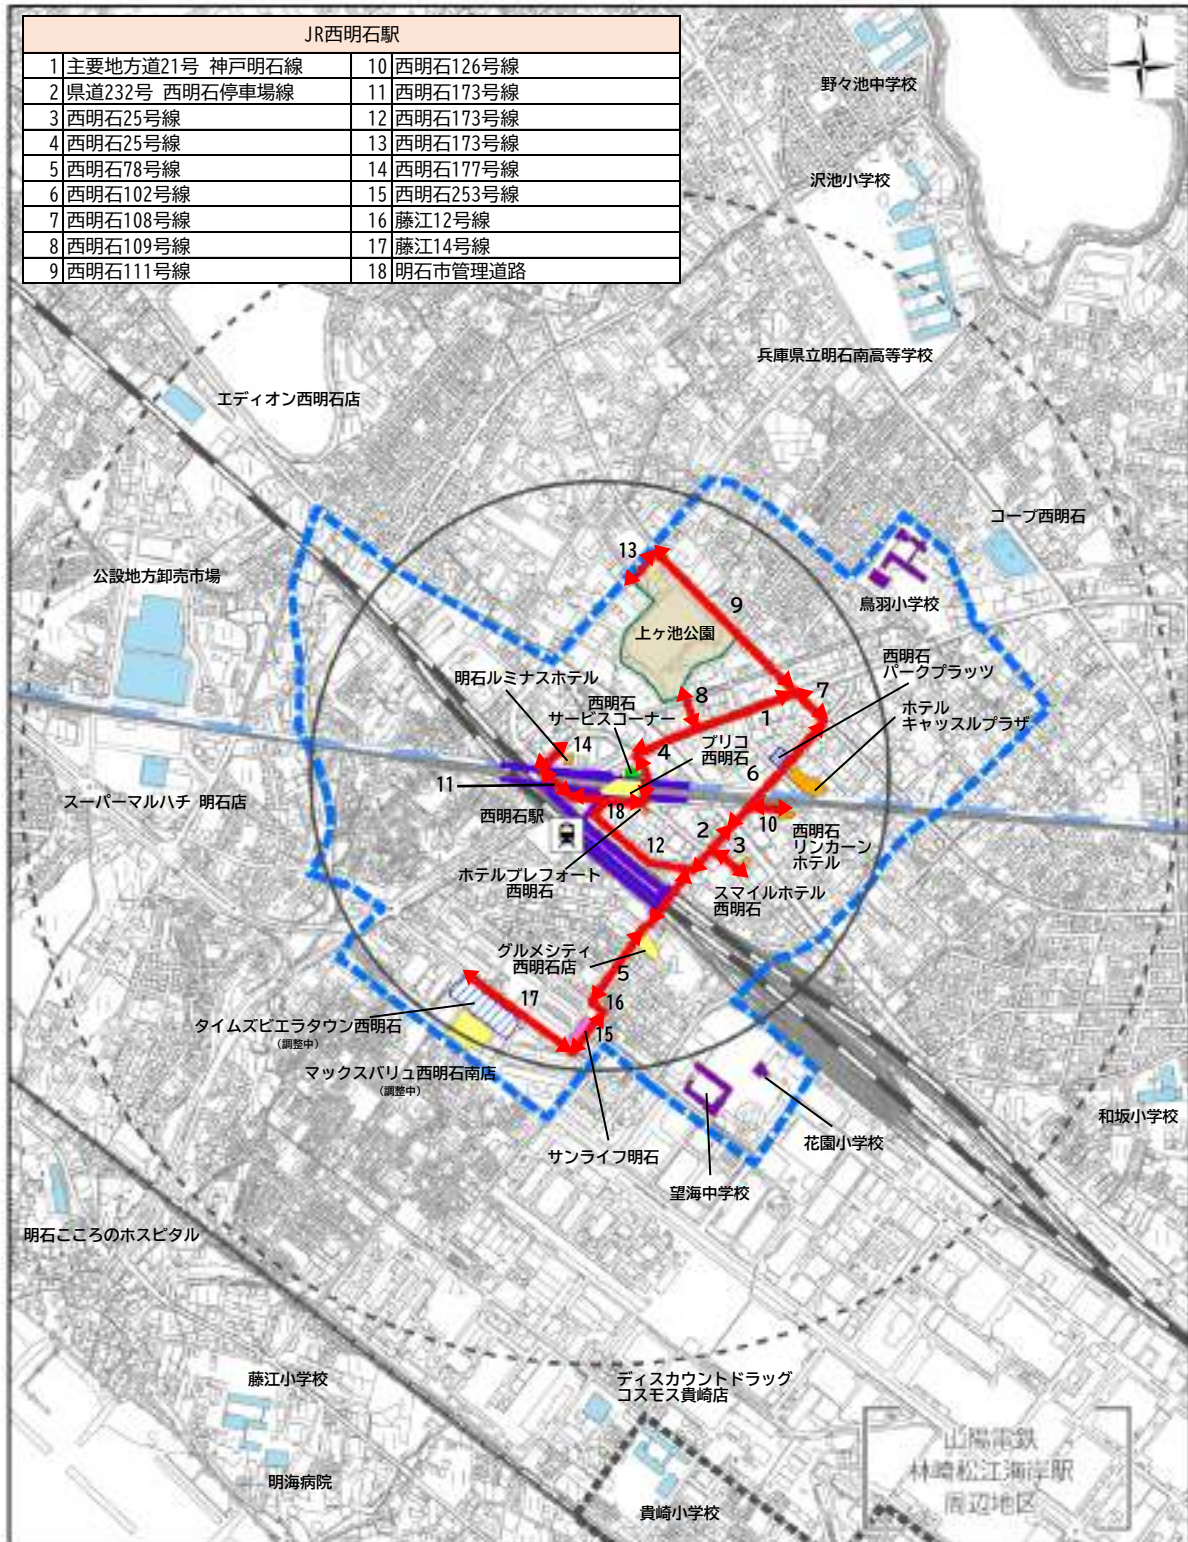 JR西明石駅
1 主要地方道21号 神戸明石線 10 西明石126号線
2 県道232号 西明石停車場線 11 西明石173号線
3 西明石25号線 12 西明石173号線
4 西明石25号線 13 西明石173号線
5 西明石78号線 14 西明石177号線
6 西明石102号線 15 西明石253号線
7 西明石108号線 16 藤江12号線
8 西明石109号線 17 藤江14号線
9 西明石111号線 18 明石市管理道路
N
野々池中学校
沢池小学校
兵庫県立明石南高等学校
エディオン西明石店
コープ西明石
公設地方卸売市場
13
鳥羽小学校
9
上ヶ池公園
西明石
パークプラッツ
明石ルミナスホテル
西明石
サービスコーナー
8
7
1
ホテル
キャッスルプラザ
14
4
プリコ
西明石
6
11
スーパーマルハチ 明石店
西明石駅
18
10
西明石
リンカーン
ホテル
2
3
12
ホテルプレフォート
西明石
スマイルホテル
西明石
グルメシティ
西明石店
5
17
16
タイムズビエラタウン西明石
(調整中)
15
マックスバリュ西明石南店
(調整中)
和坂小学校
花園小学校
サンライフ明石
望海中学校
明石こころのホスピタル
藤江小学校
ディスカウントドラッグ
コスモス貴崎店
山陽電鉄
林崎松江海岸駅
周辺地区
明海病院
貴崎小学校